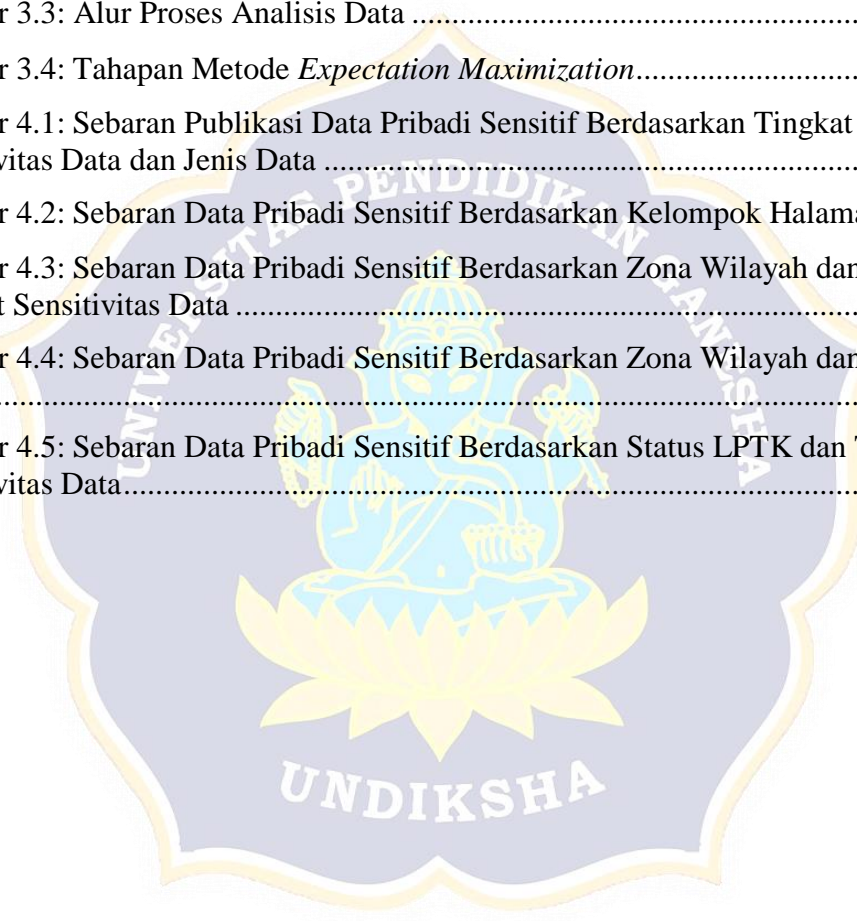 r 3.3: Alur Proses Analisis Data ........................................................................
r 3.4: Tahapan Metode Expectation Maximization....................................
r 4.1: Sebaran Publikasi Data Pribadi Sensitif Berdasarkan Tingkat
vitas Data dan Jenis Data ...................................................................................
r 4.2: Sebaran Data Pribadi Sensitif Berdasarkan Kelompok Halama
r 4.3: Sebaran Data Pribadi Sensitif Berdasarkan Zona Wilayah dan
t Sensitivitas Data ...............................................................................................
r 4.4: Sebaran Data Pribadi Sensitif Berdasarkan Zona Wilayah dan
..............................................................................................................................
r 4.5: Sebaran Data Pribadi Sensitif Berdasarkan Status LPTK dan T
vitas Data..............................................................................................................
UNIVERSITAS PENDIDIKAN GANESHA
UNDIKSHA